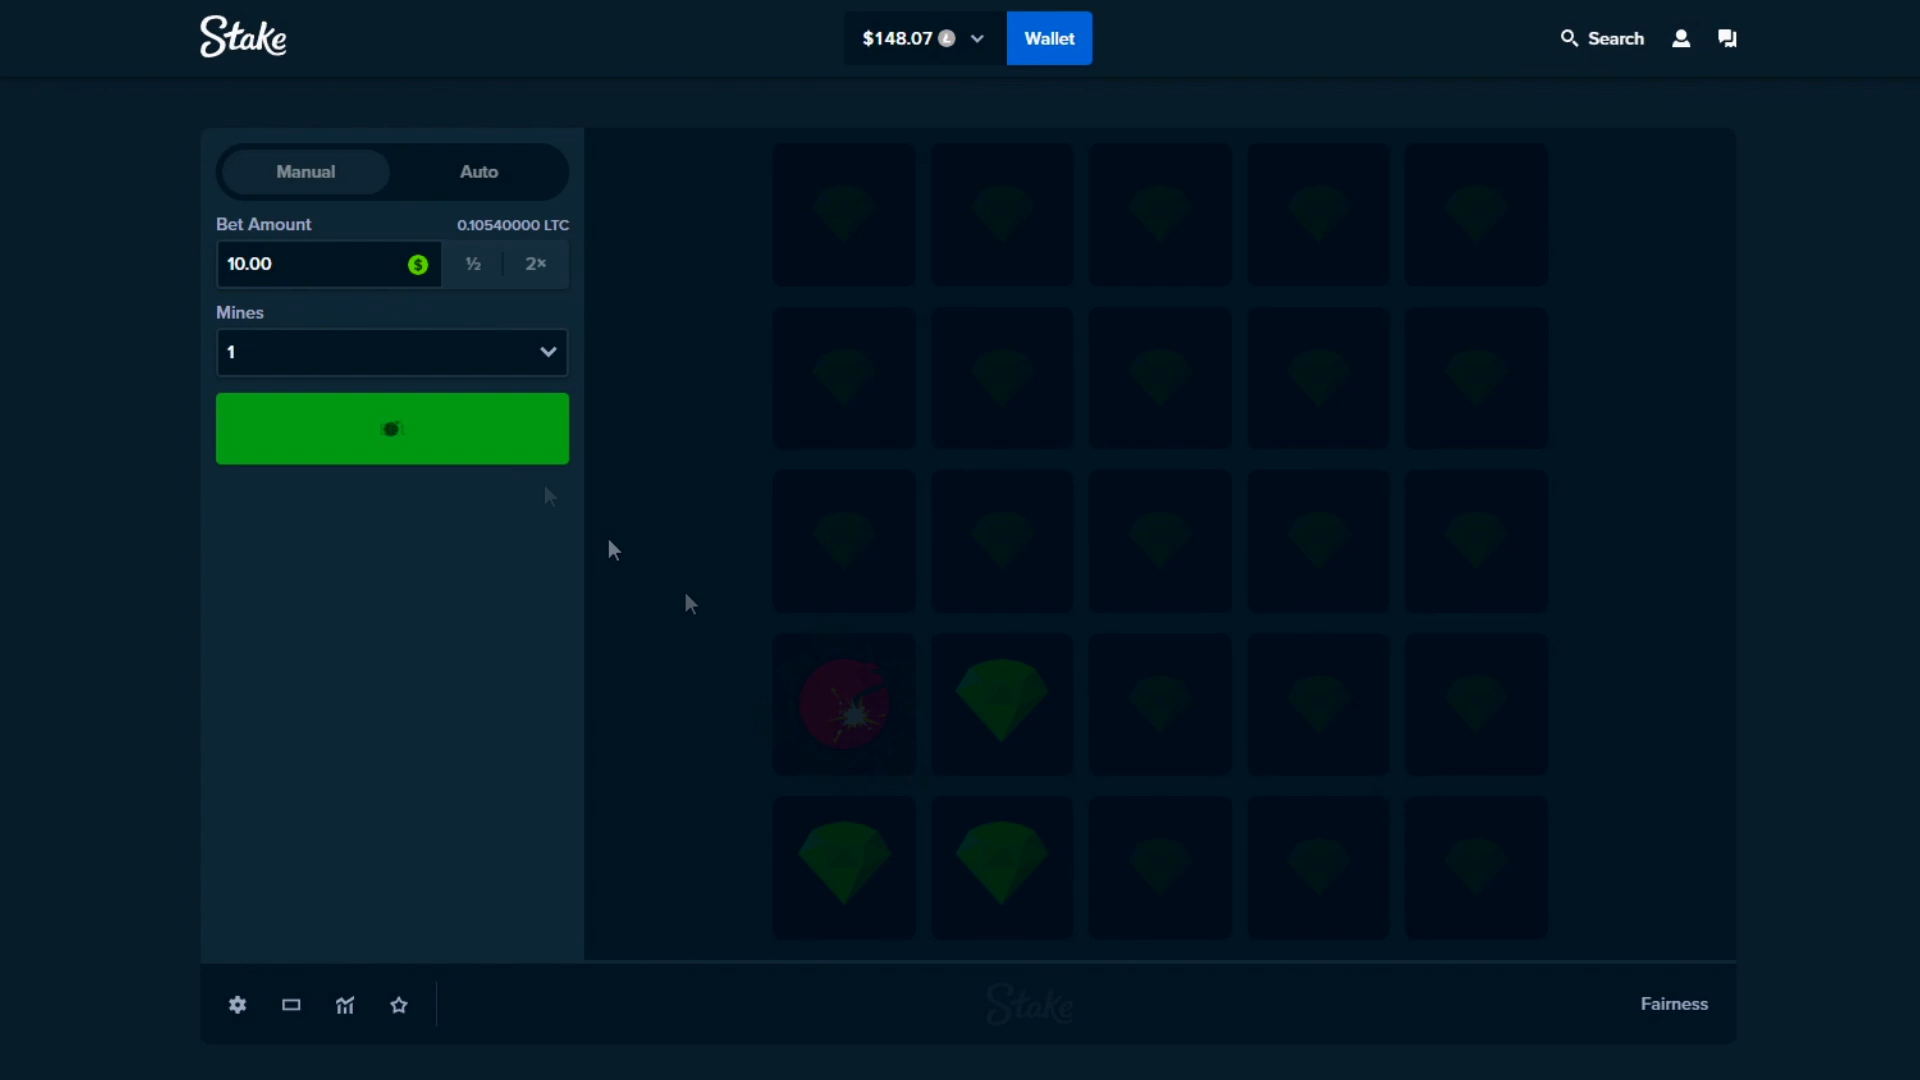 Stake
$148.07
Wallet
Search
Manual
Auto
Bet Amount
0.10540000 LTC
10.00
$
½
2×
Mines
1
Stake
Fairness